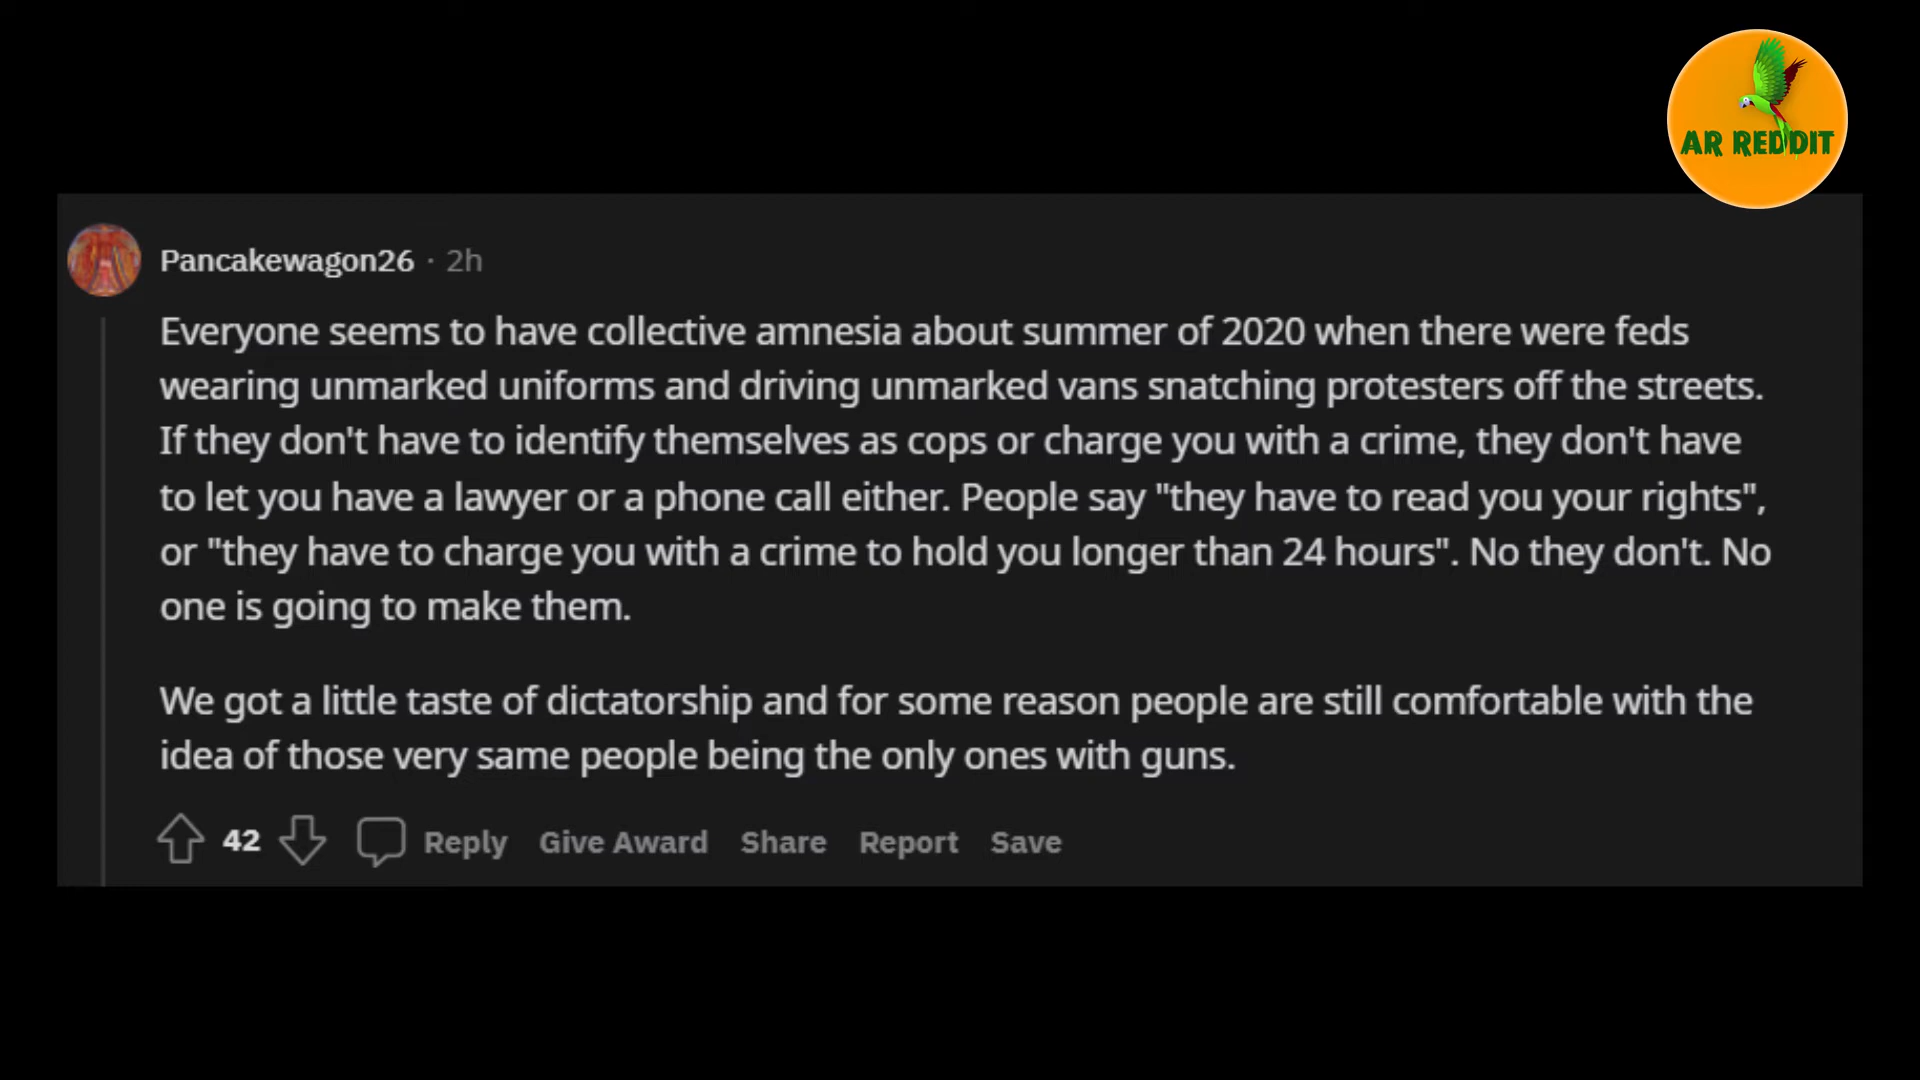 AR REDDIT
Pancakewagon26 · 2h
Everyone seems to have collective amnesia about summer of 2020 when there were feds
wearing unmarked uniforms and driving unmarked vans snatching protesters off the streets.
If they don't have to identify themselves as cops or charge you with a crime, they don't have
to let you have a lawyer or a phone call either. People say "they have to read you your rights",
or "they have to charge you with a crime to hold you longer than 24 hours". No they don't. No
one is going to make them.
We got a little taste of dictatorship and for some reason people are still comfortable with the
idea of those very same people being the only ones with guns.
42 Reply Give Award Share Report Save